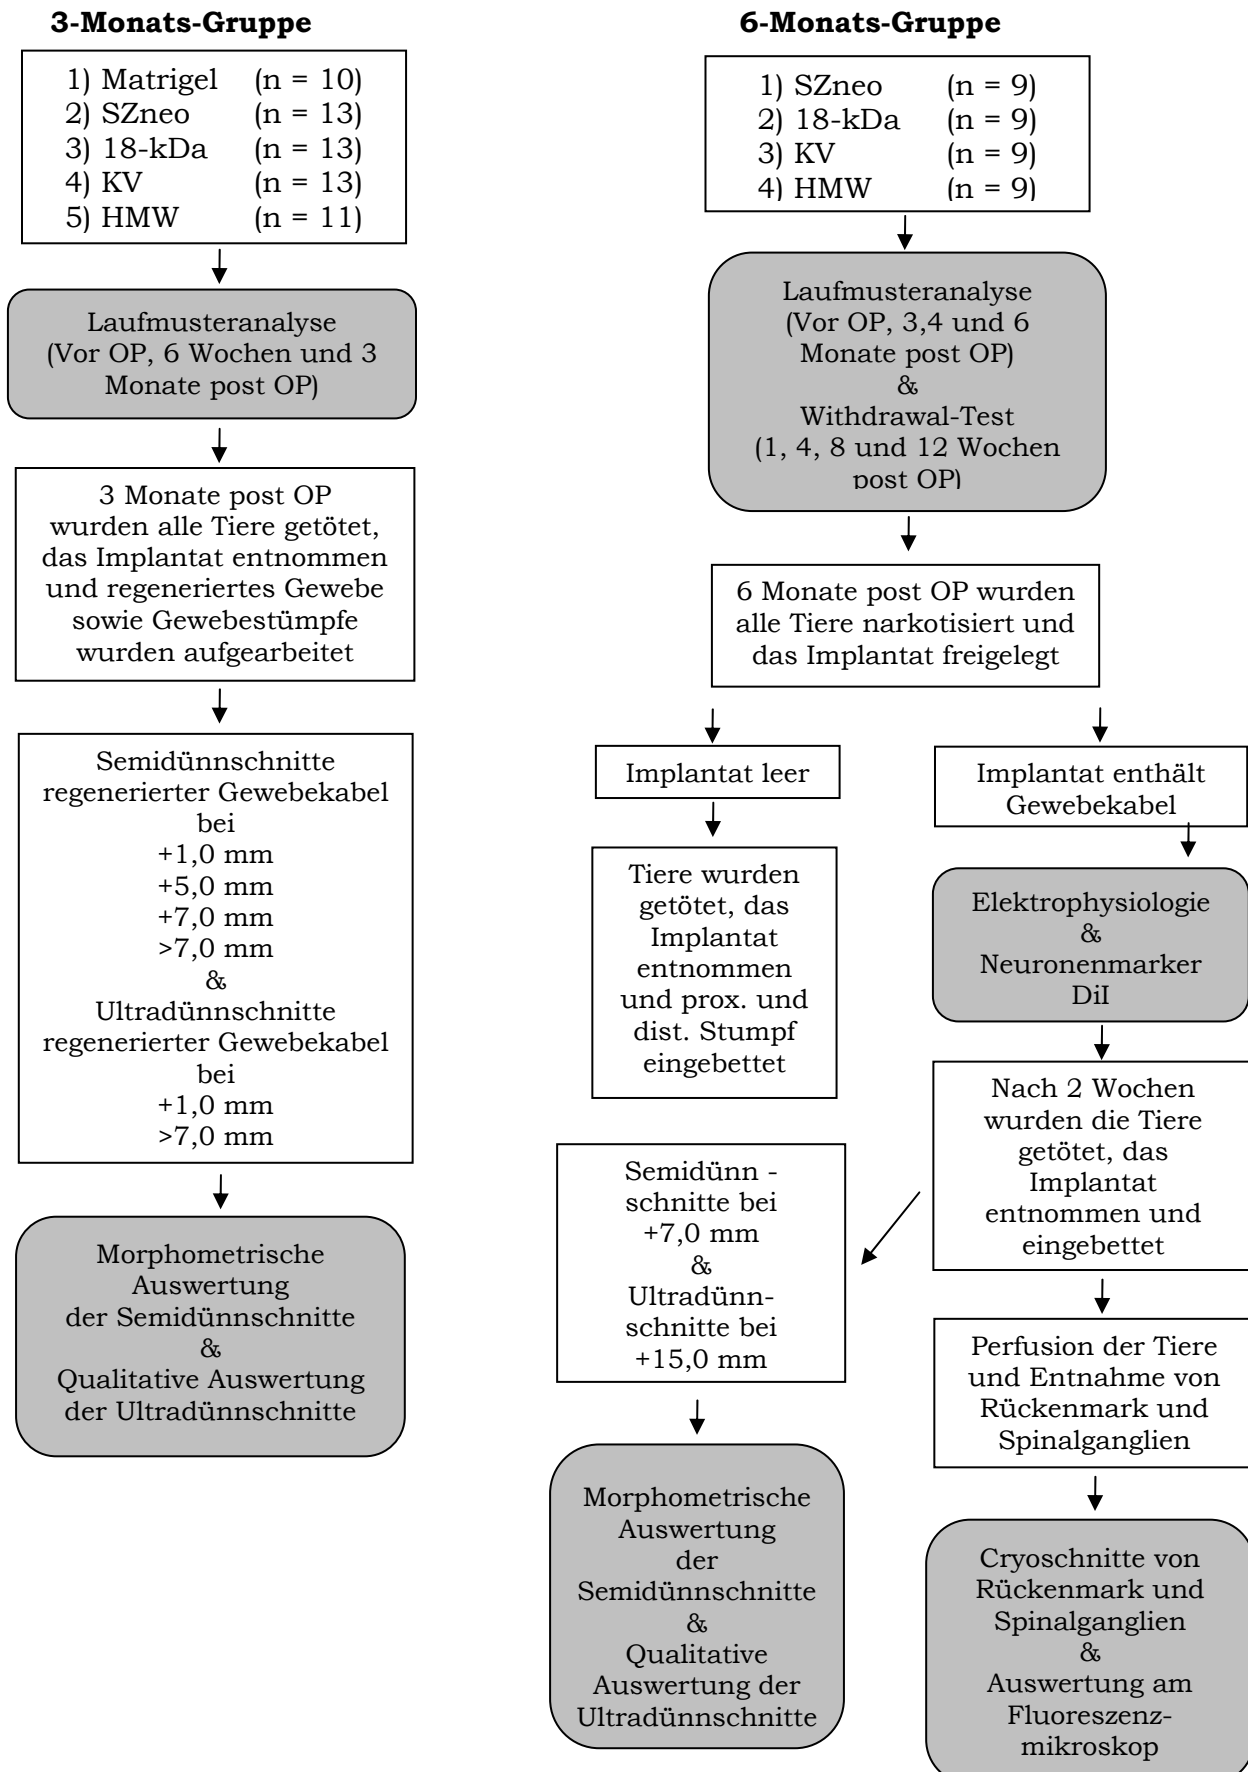 3-Monats-Gruppe
1) Matrigel (n = 10)
2) SZneo (n = 13)
3) 18-kDa (n = 13)
4) KV (n = 13)
5) HMW (n = 11)
Laufmusteranalyse
(Vor OP, 6 Wochen und 3
Monate post OP)
3 Monate post OP
wurden alle Tiere getötet,
das Implantat entnommen
und regeneriertes Gewebe
sowie Gewebestümpfe
wurden aufgearbeitet
Semidünnschnitte
regenerierter Gewebekabel
bei
+1,0 mm
+5,0 mm
+7,0 mm
>7,0 mm
&
Ultradünnschnitte
regenerierter Gewebekabel
bei
+1,0 mm
>7,0 mm
Morphometrische
Auswertung
der Semidünnschnitte
&
Qualitative Auswertung
der Ultradünnschnitte
6-Monats-Gruppe
1) SZneo (n = 9)
2) 18-kDa (n = 9)
3) KV (n = 9)
4) HMW (n = 9)
Laufmusteranalyse
(Vor OP, 3,4 und 6
Monate post OP)
&
Withdrawal-Test
(1, 4, 8 und 12 Wochen
post OP)
6 Monate post OP wurden
alle Tiere narkotisiert und
das Implantat freigelegt
Implantat leer
Tiere wurden
getötet, das
Implantat
entnommen
und prox. und
dist. Stumpf
eingebettet
Implantat enthält
Gewebekabel
Elektrophysiologie
&
Neuronenmarker
DiI
Nach 2 Wochen
wurden die Tiere
getötet, das
Implantat
entnommen und
eingebettet
Semidünn -
schnitte bei
+7,0 mm
&
Ultradünn-
schnitte bei
+15,0 mm
Morphometrische
Auswertung
der
Semidünnschnitte
&
Qualitative
Auswertung der
Ultradünnschnitte
Perfusion der Tiere
und Entnahme von
Rückenmark und
Spinalganglien
Cryoschnitte von
Rückenmark und
Spinalganglien
&
Auswertung am
Fluoreszenz-
mikroskop